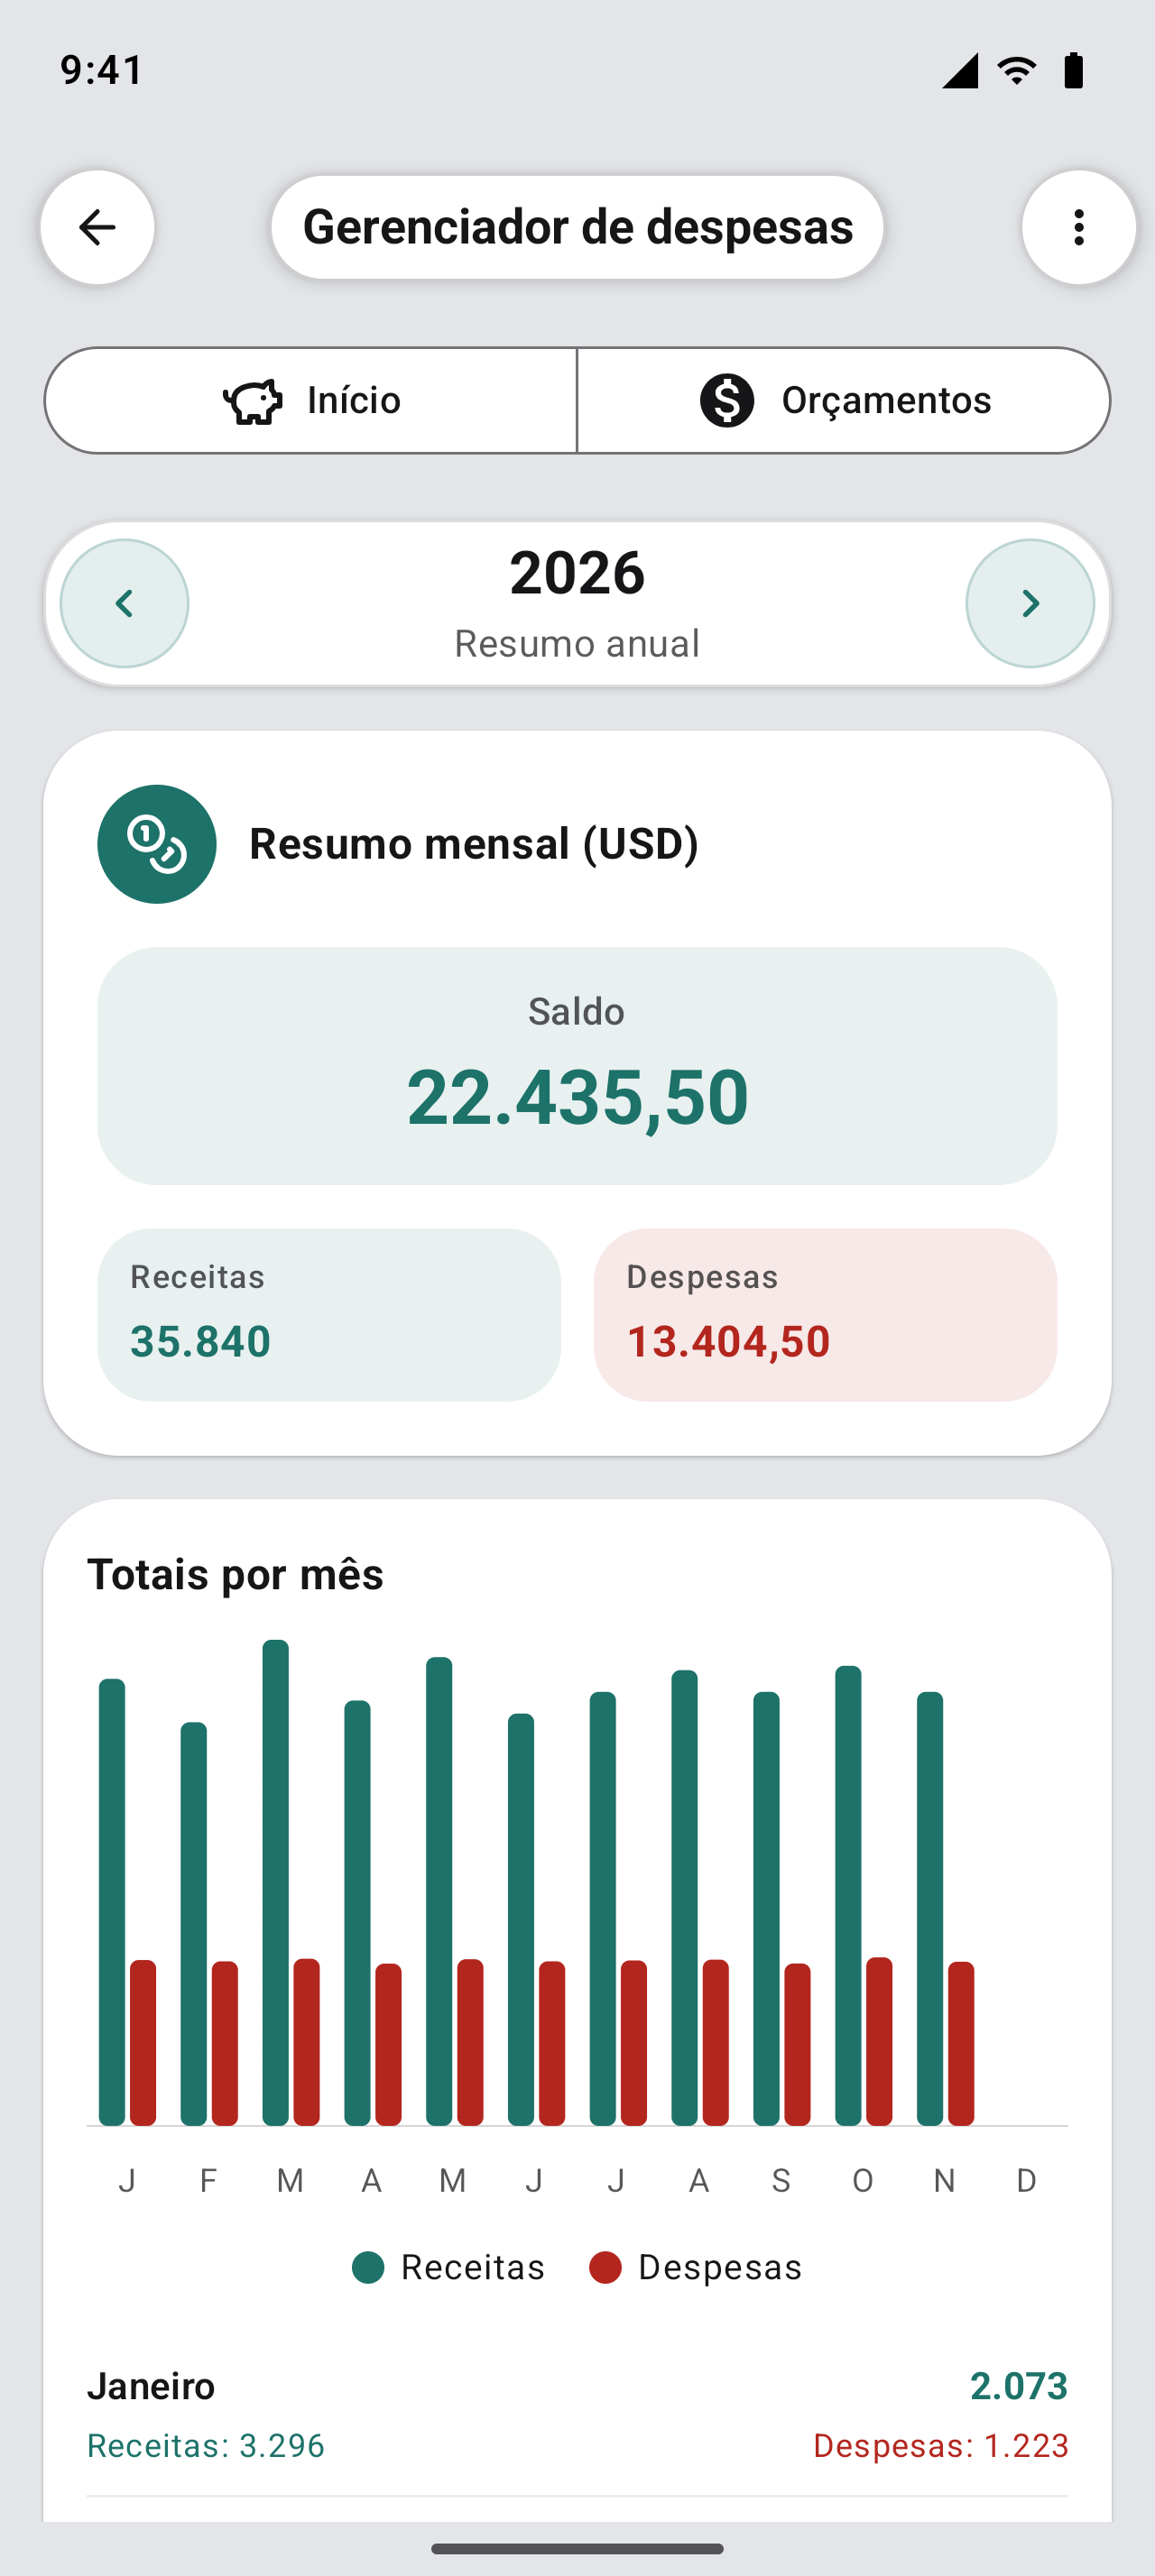 9:41
Gerenciador de despesas
Início
Orçamentos
2026
Resumo anual
Resumo mensal (USD)
Saldo
22.435,50
Receitas
Despesas
35.840
13.404,50
Totais por mês
J F M A M J J A S O N D
Receitas
Despesas
Janeiro
2.073
Receitas: 3.296
Despesas: 1.223